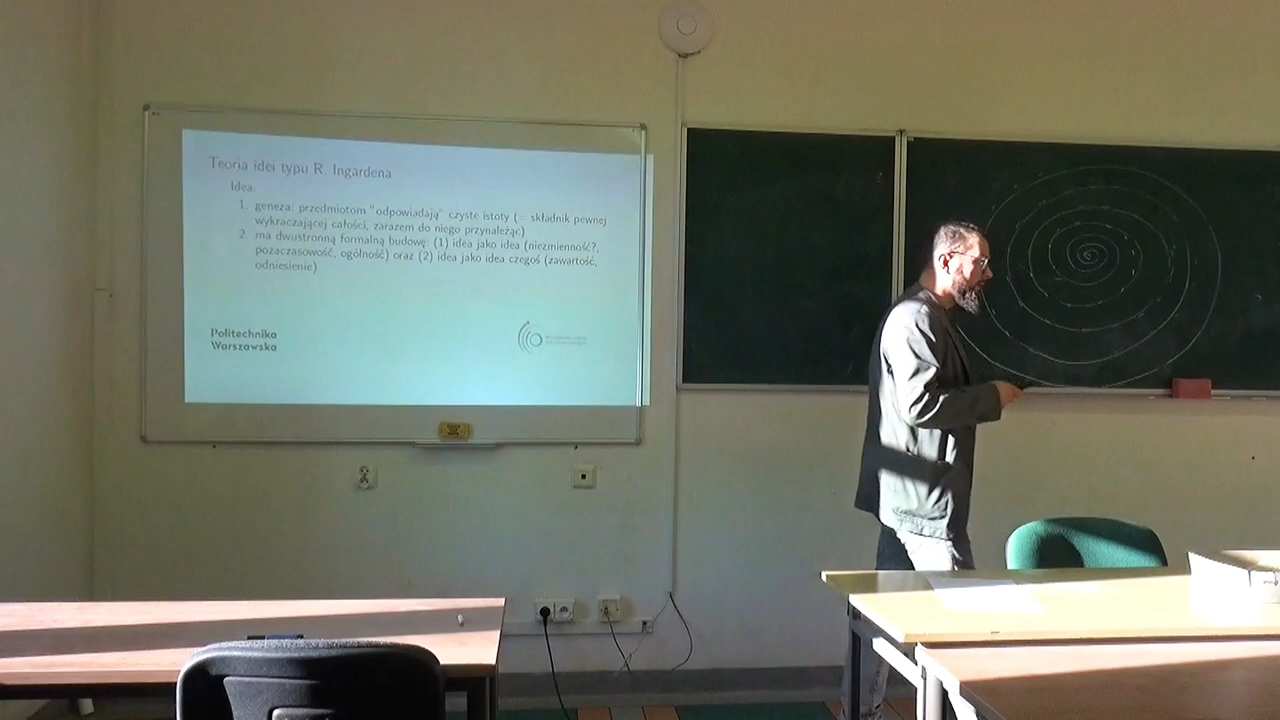 Teoria idei typu R. Ingardena
Idea:
1. geneza: przedmiotom "odpowiadają" czyste istoty (= składnik pewnej
wykraczającej całości, zarazem do niego przynależąc)
2. ma dwustronną formalną budowę: (1) idea jako idea (niezmienność?,
pozaczasowość, ogólność) oraz (2) idea jako idea czegoś (zawartość,
odniesienie)
Politechnika
Warszawska